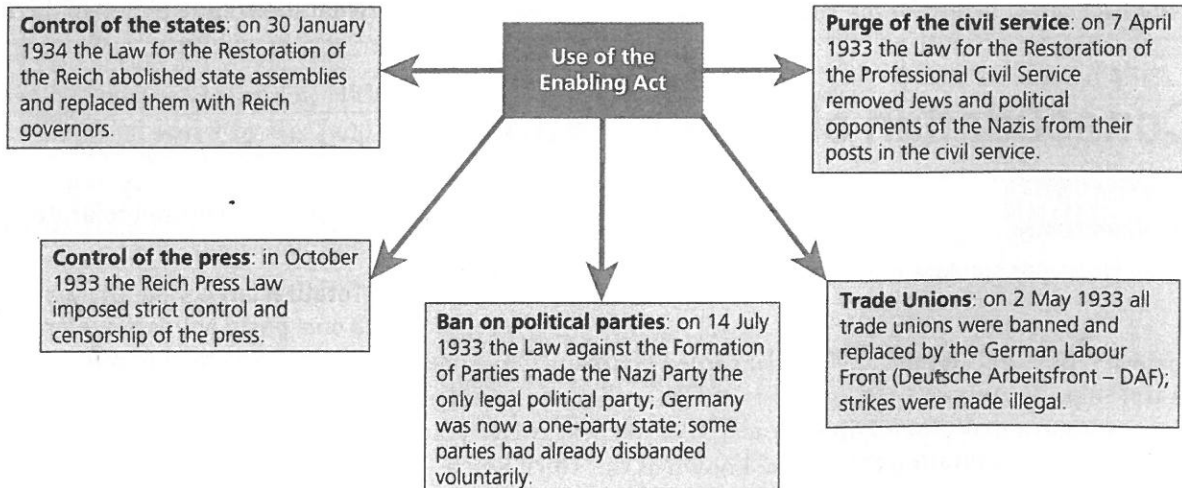 Control of the states: on 30 January
1934 the Law for the Restoration of
the Reich abolished state assemblies
and replaced them with Reich
governors.
Use of the
Enabling Act
Purge of the civil service: on 7 April
1933 the Law for the Restoration of
the Professional Civil Service
removed Jews and political
opponents of the Nazis from their
posts in the civil service.
Control of the press: in October
1933 the Reich Press Law
imposed strict control and
censorship of the press.
Ban on political parties: on 14 July
1933 the Law against the Formation
of Parties made the Nazi Party the
only legal political party; Germany
was now a one-party state; some
parties had already disbanded
voluntarily.
Trade Unions: on 2 May 1933 all
trade unions were banned and
replaced by the German Labour
Front (Deutsche Arbeitsfront – DAF);
strikes were made illegal.